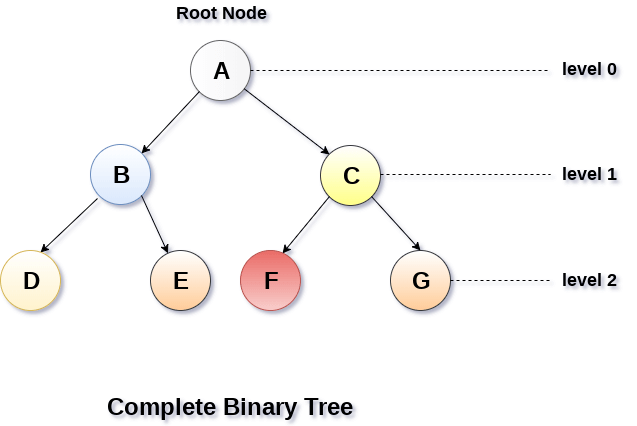 Root Node
A
level 0
B
C
level 1
D
E
F
G
level 2
Complete Binary Tree